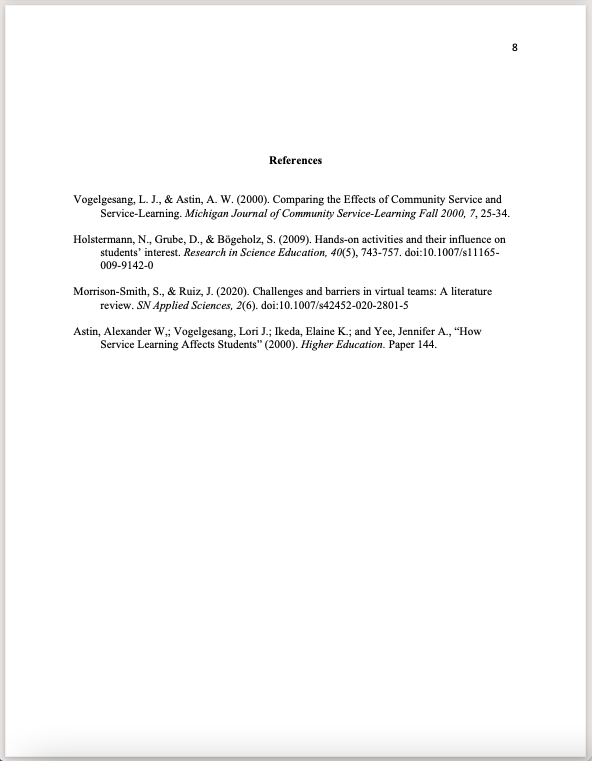 8
References
Vogelgesang, L. J., & Astin, A. W. (2000). Comparing the Effects of Community Service and
Service-Learning. Michigan Journal of Community Service-Learning Fall 2000, 7, 25-34.
Holstermann, N., Grube, D., & Bögeholz, S. (2009). Hands-on activities and their influence on
students’ interest. Research in Science Education, 40(5), 743-757. doi:10.1007/s11165-
009-9142-0
Morrison-Smith, S., & Ruiz, J. (2020). Challenges and barriers in virtual teams: A literature
review. SN Applied Sciences, 2(6). doi:10.1007/s42452-020-2801-5
Astin, Alexander W,; Vogelgesang, Lori J.; Ikeda, Elaine K.; and Yee, Jennifer A., “How
Service Learning Affects Students” (2000). Higher Education. Paper 144.